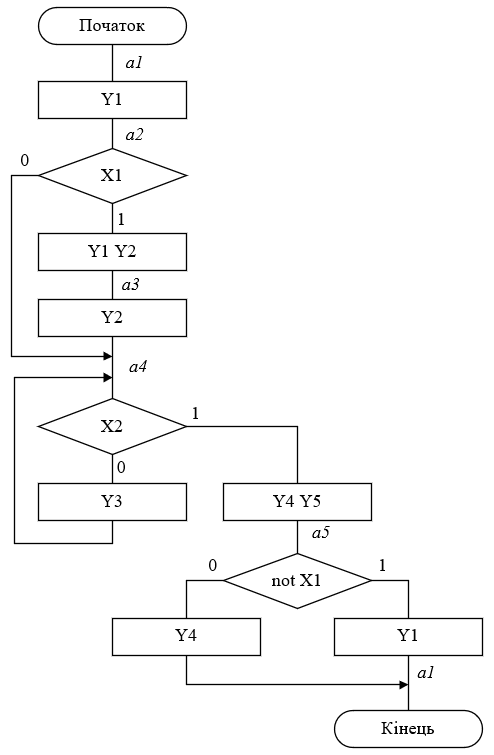 Початок
a1
Y1
a2
0
X1
1
Y1 Y2
a3
Y2
a4
X2
1
0
Y3
Y4 Y5
a5
0
not X1
1
Y4
Y1
a1
Кінець